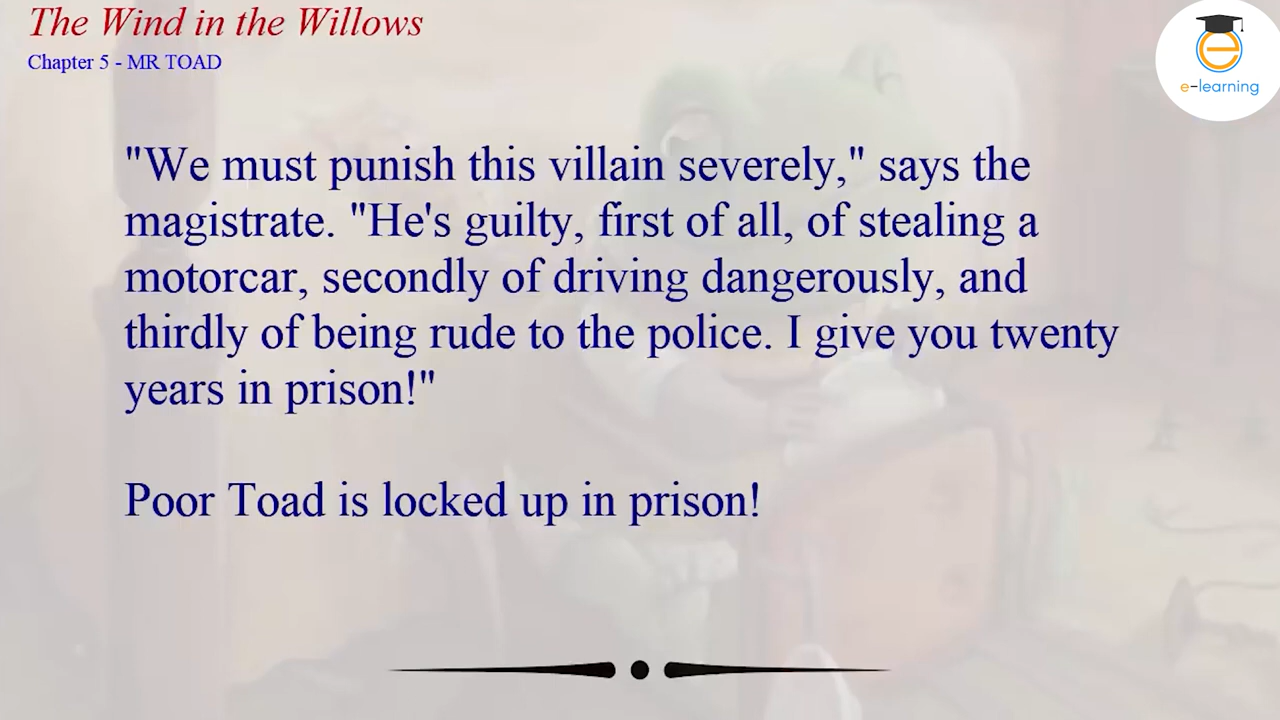 The Wind in the Willows
Chapter 5 - MR TOAD
e-learning
"We must punish this villain severely," says the
magistrate. "He's guilty, first of all, of stealing a
motorcar, secondly of driving dangerously, and
thirdly of being rude to the police. I give you twenty
years in prison!"
Poor Toad is locked up in prison!